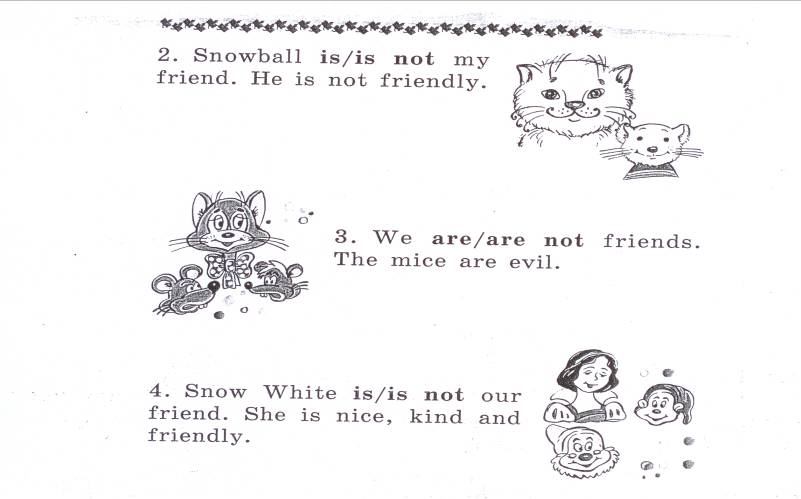 2. Snowball is/is not my
friend. He is not friendly.
3. We are/are not friends.
The mice are evil.
4. Snow White is/is not our
friend. She is nice, kind and
friendly.